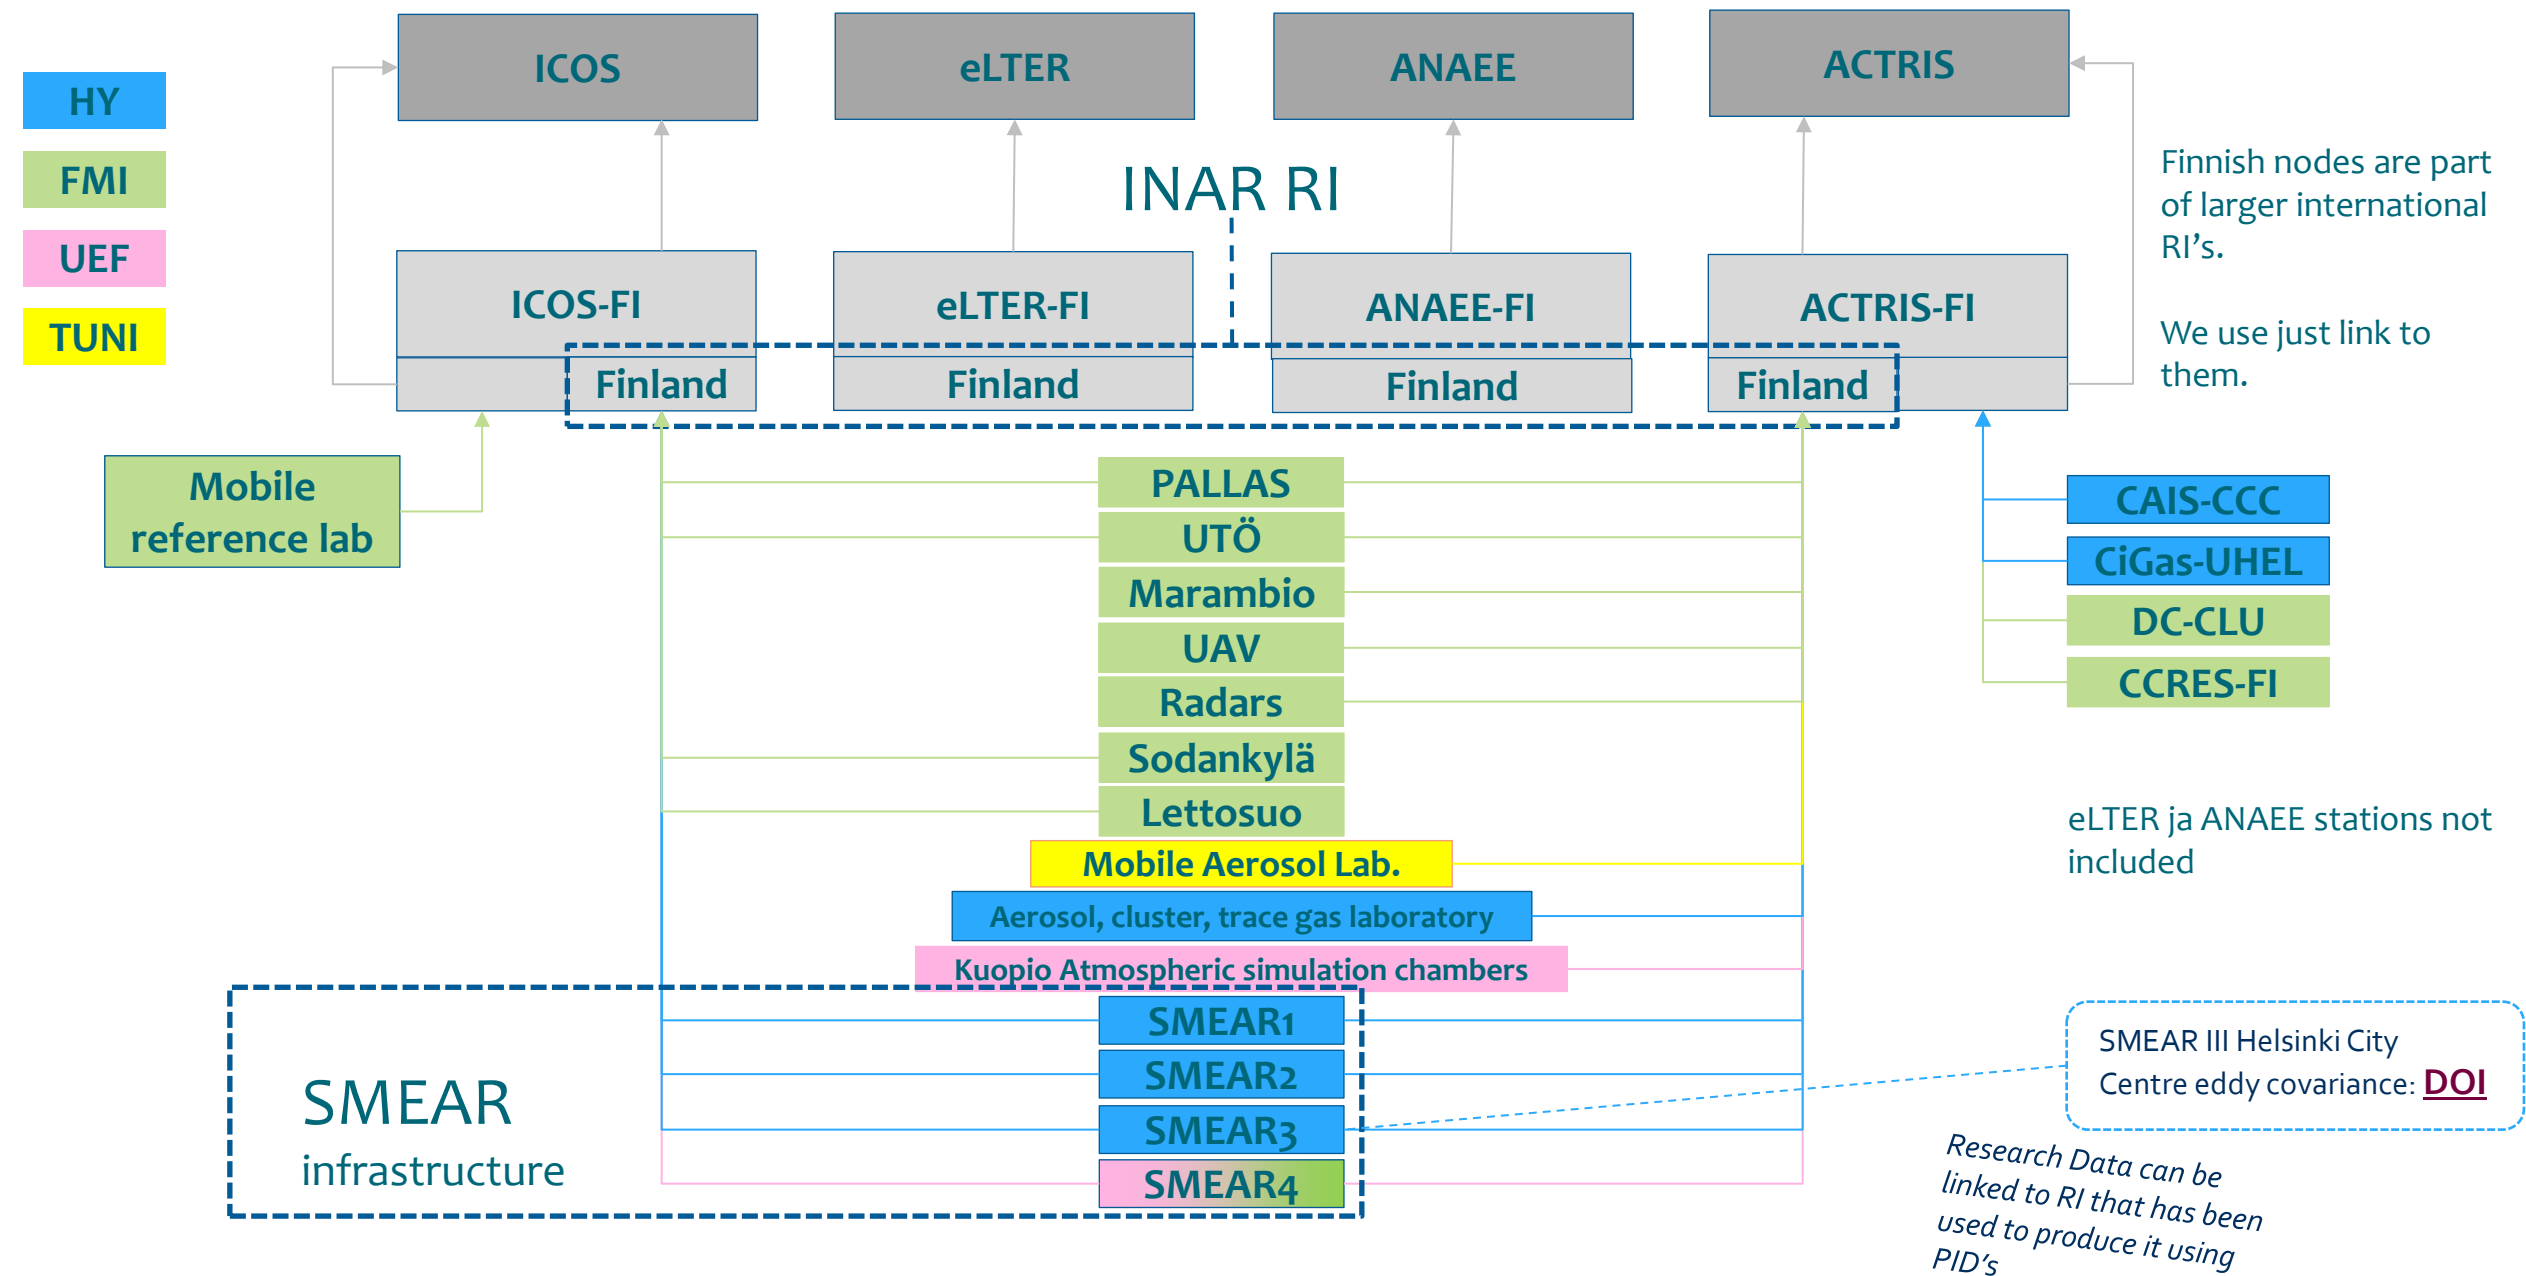 ICOS
eLTER
ANAEE
ACTRIS
HY
FMI
UEF
TUNI
INAR RI
Finnish nodes are part
of larger international
RI's.
We use just link to
them.
ICOS-FI
eLTER-FI
ANAEE-FI
ACTRIS-FI
Finland
Finland
Finland
Finland
Mobile
reference lab
PALLAS
UTÖ
Marambio
UAV
Radars
Sodankylä
Lettosuo
Mobile Aerosol Lab.
Aerosol, cluster, trace gas laboratory
Kuopio Atmospheric simulation chambers
CAIS-CCC
CiGas-UHEL
DC-CLU
CCRES-FI
eLTER ja ANAEE stations not
included
SMEAR
infrastructure
SMEAR1
SMEAR2
SMEAR3
SMEAR4
SMEAR III Helsinki City
Centre eddy covariance: DOI
Research Data can be
linked to RI that has been
used to produce it using
PID's